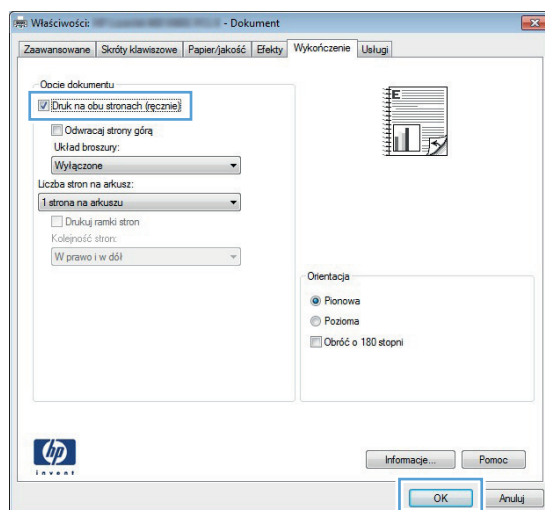 Właściwości: - Dokument
Zaawansowane Skróty klawiszowe Papier/jakość Efekty Wykończenie Usługi
Opcje dokumentu
Druk na obu stronach (ręcznie)
Odwracaj strony górą
Układ broszury:
Wyłączone
Liczba stron na arkusz:
1 strona na arkuszu
Drukuj ramki stron
Kolejność stron:
W prawo i w dół
E
Orientacja
Pionowa
Pozioma
Obróć o 180 stopni
hp
invent
Informacje... Pomoc
OK Anuluj